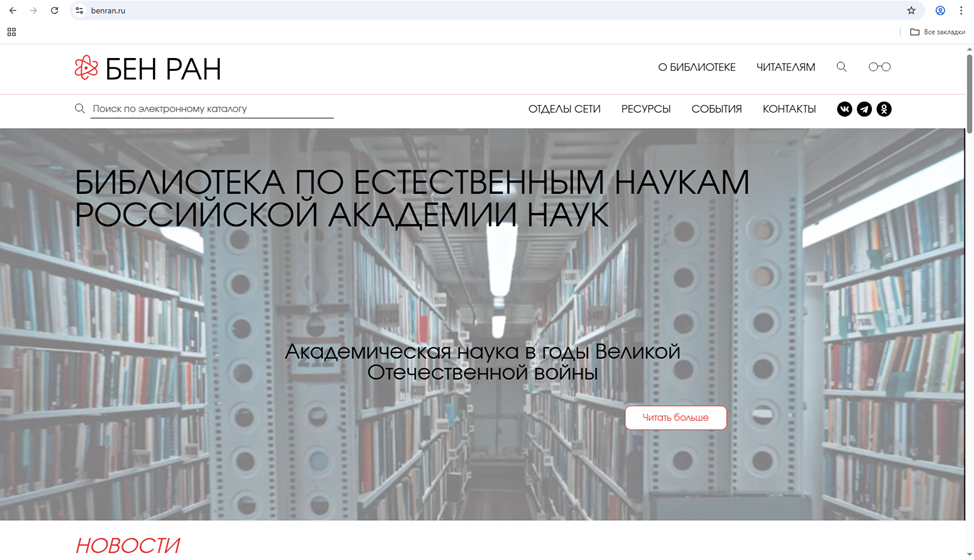 benran.ru
Все закладки
БЕН РАН
О БИБЛИОТЕКЕ ЧИТАТЕЛЯМ
Поиск по электронному каталогу
ОТДЕЛЫ СЕТИ РЕСУРСЫ СОБЫТИЯ КОНТАКТЫ
БИБЛИОТЕКА ПО ЕСТЕСТВЕННЫМ НАУКАМ
РОССИЙСКОЙ АКАДЕМИИ НАУК
Академическая наука в годы Великой
Отечественной войны
Читать больше
НОВОСТИ